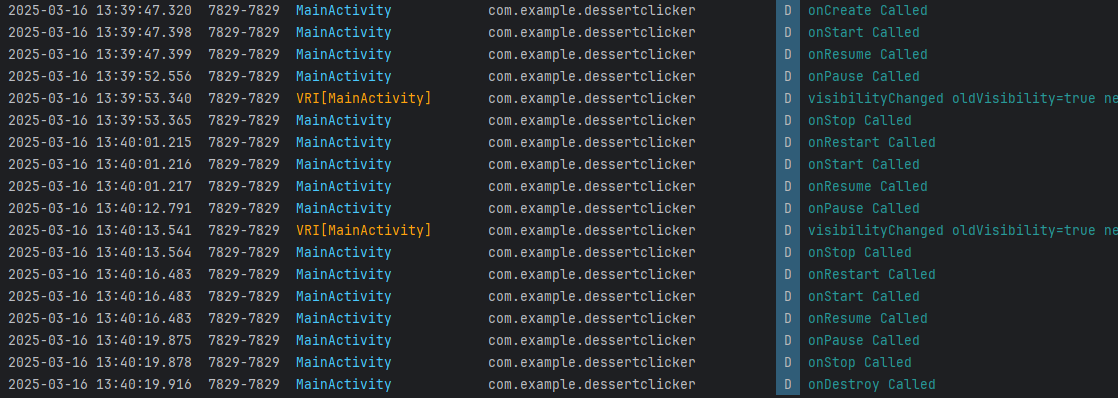 2025-03-16 13:39:47.320 7829-7829 MainActivity com.example.dessertclicker D onCreate Called
2025-03-16 13:39:47.398 7829-7829 MainActivity com.example.dessertclicker D onStart Called
2025-03-16 13:39:47.399 7829-7829 MainActivity com.example.dessertclicker D onResume Called
2025-03-16 13:39:52.556 7829-7829 MainActivity com.example.dessertclicker D onPause Called
2025-03-16 13:39:53.340 7829-7829 VRI[MainActivity] com.example.dessertclicker D visibilityChanged oldVisibility=true ne
2025-03-16 13:39:53.365 7829-7829 MainActivity com.example.dessertclicker D onStop Called
2025-03-16 13:40:01.215 7829-7829 MainActivity com.example.dessertclicker D onRestart Called
2025-03-16 13:40:01.216 7829-7829 MainActivity com.example.dessertclicker D onStart Called
2025-03-16 13:40:01.217 7829-7829 MainActivity com.example.dessertclicker D onResume Called
2025-03-16 13:40:12.791 7829-7829 MainActivity com.example.dessertclicker D onPause Called
2025-03-16 13:40:13.541 7829-7829 VRI[MainActivity] com.example.dessertclicker D visibilityChanged oldVisibility=true ne
2025-03-16 13:40:13.564 7829-7829 MainActivity com.example.dessertclicker D onStop Called
2025-03-16 13:40:16.483 7829-7829 MainActivity com.example.dessertclicker D onRestart Called
2025-03-16 13:40:16.483 7829-7829 MainActivity com.example.dessertclicker D onStart Called
2025-03-16 13:40:16.483 7829-7829 MainActivity com.example.dessertclicker D onResume Called
2025-03-16 13:40:19.875 7829-7829 MainActivity com.example.dessertclicker D onPause Called
2025-03-16 13:40:19.878 7829-7829 MainActivity com.example.dessertclicker D onStop Called
2025-03-16 13:40:19.916 7829-7829 MainActivity com.example.dessertclicker D onDestroy Called